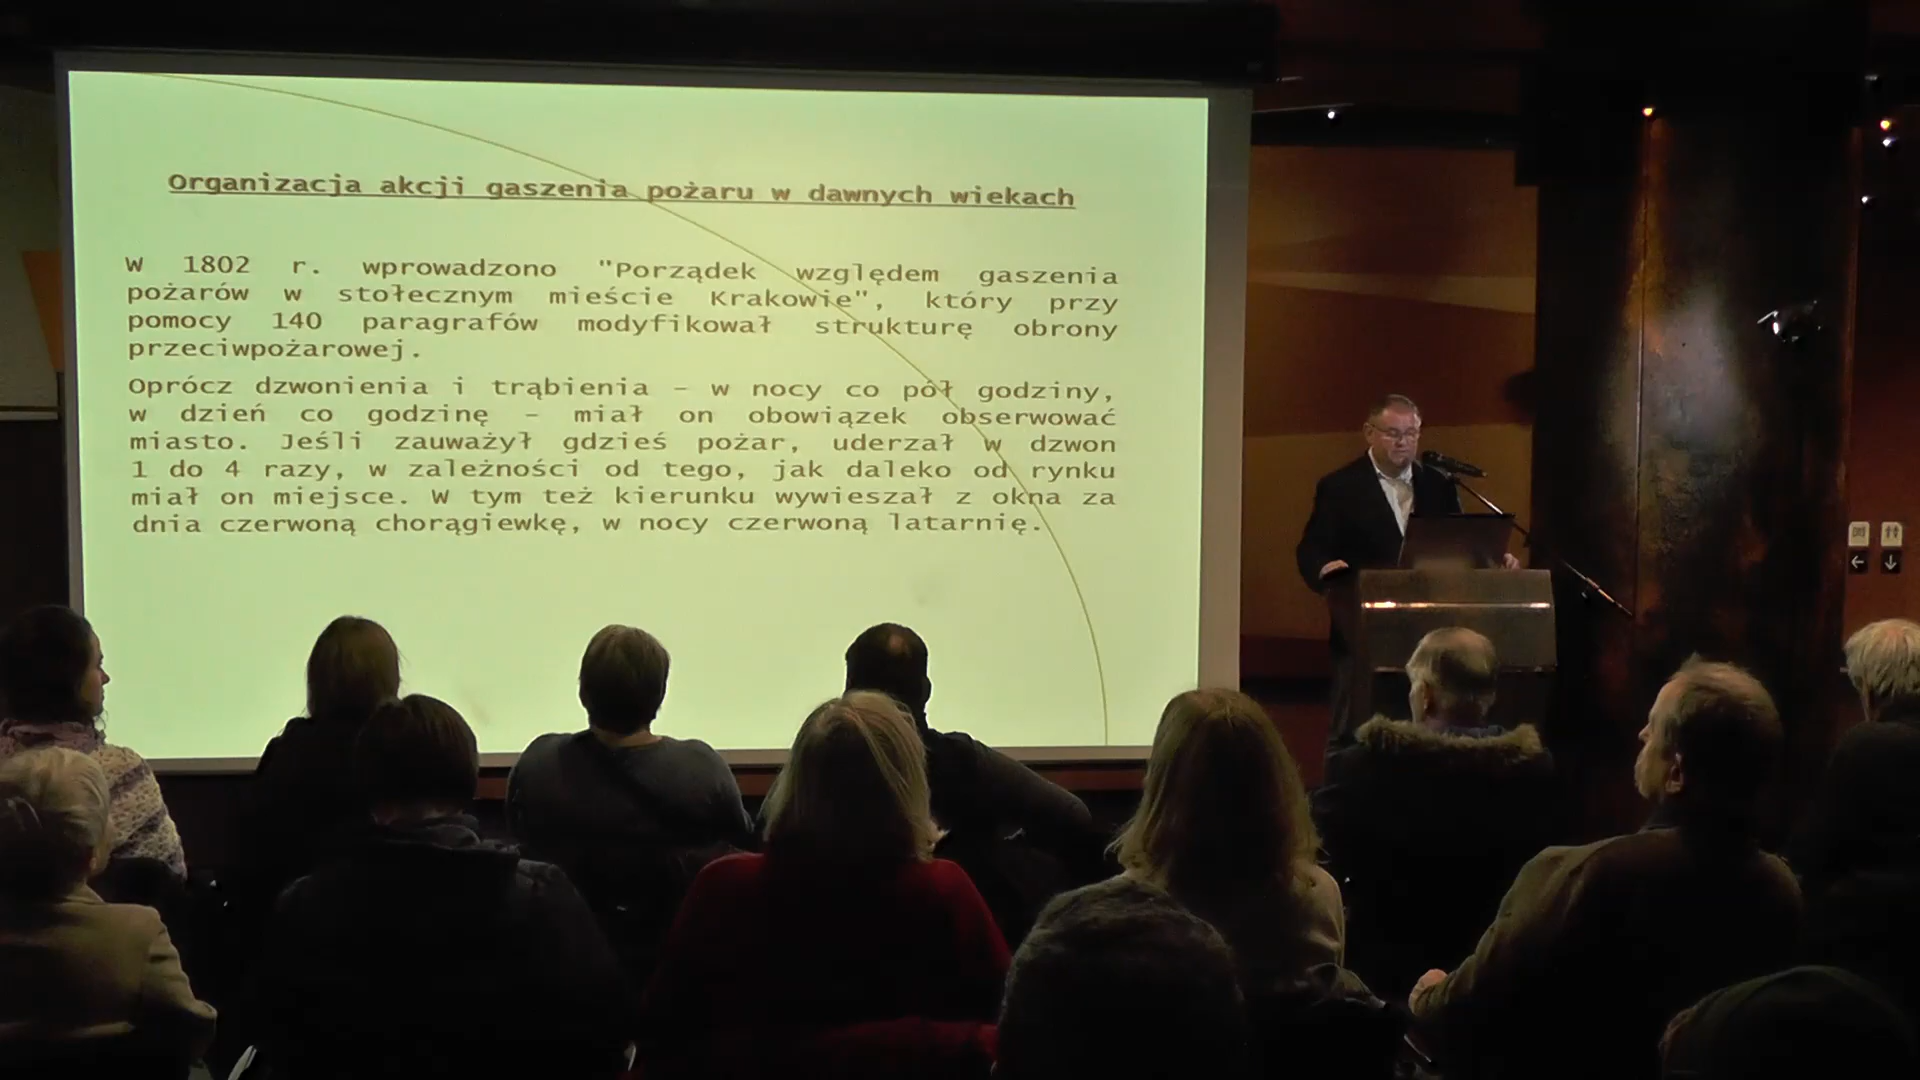 Organizacja akcji gaszenia pożaru w dawnych wiekach
W 1802 r. wprowadzono "Porządek względem gaszenia
pożarów w stołecznym mieście Krakowie", który przy
pomocy 140 paragrafów modyfikował strukturę obrony
przeciwpożarowej.
Oprócz dzwonienia i trąbienia – w nocy co pół godziny,
w dzień co godzinę – miał on obowiązek obserwować
miasto. Jeśli zauważył gdzieś pożar, uderzał w dzwon
1 do 4 razy, w zależności od tego, jak daleko od rynku
miał on miejsce. W tym też kierunku wywieszał z okna za
dnia czerwoną chorągiewkę, w nocy czerwoną latarnię.